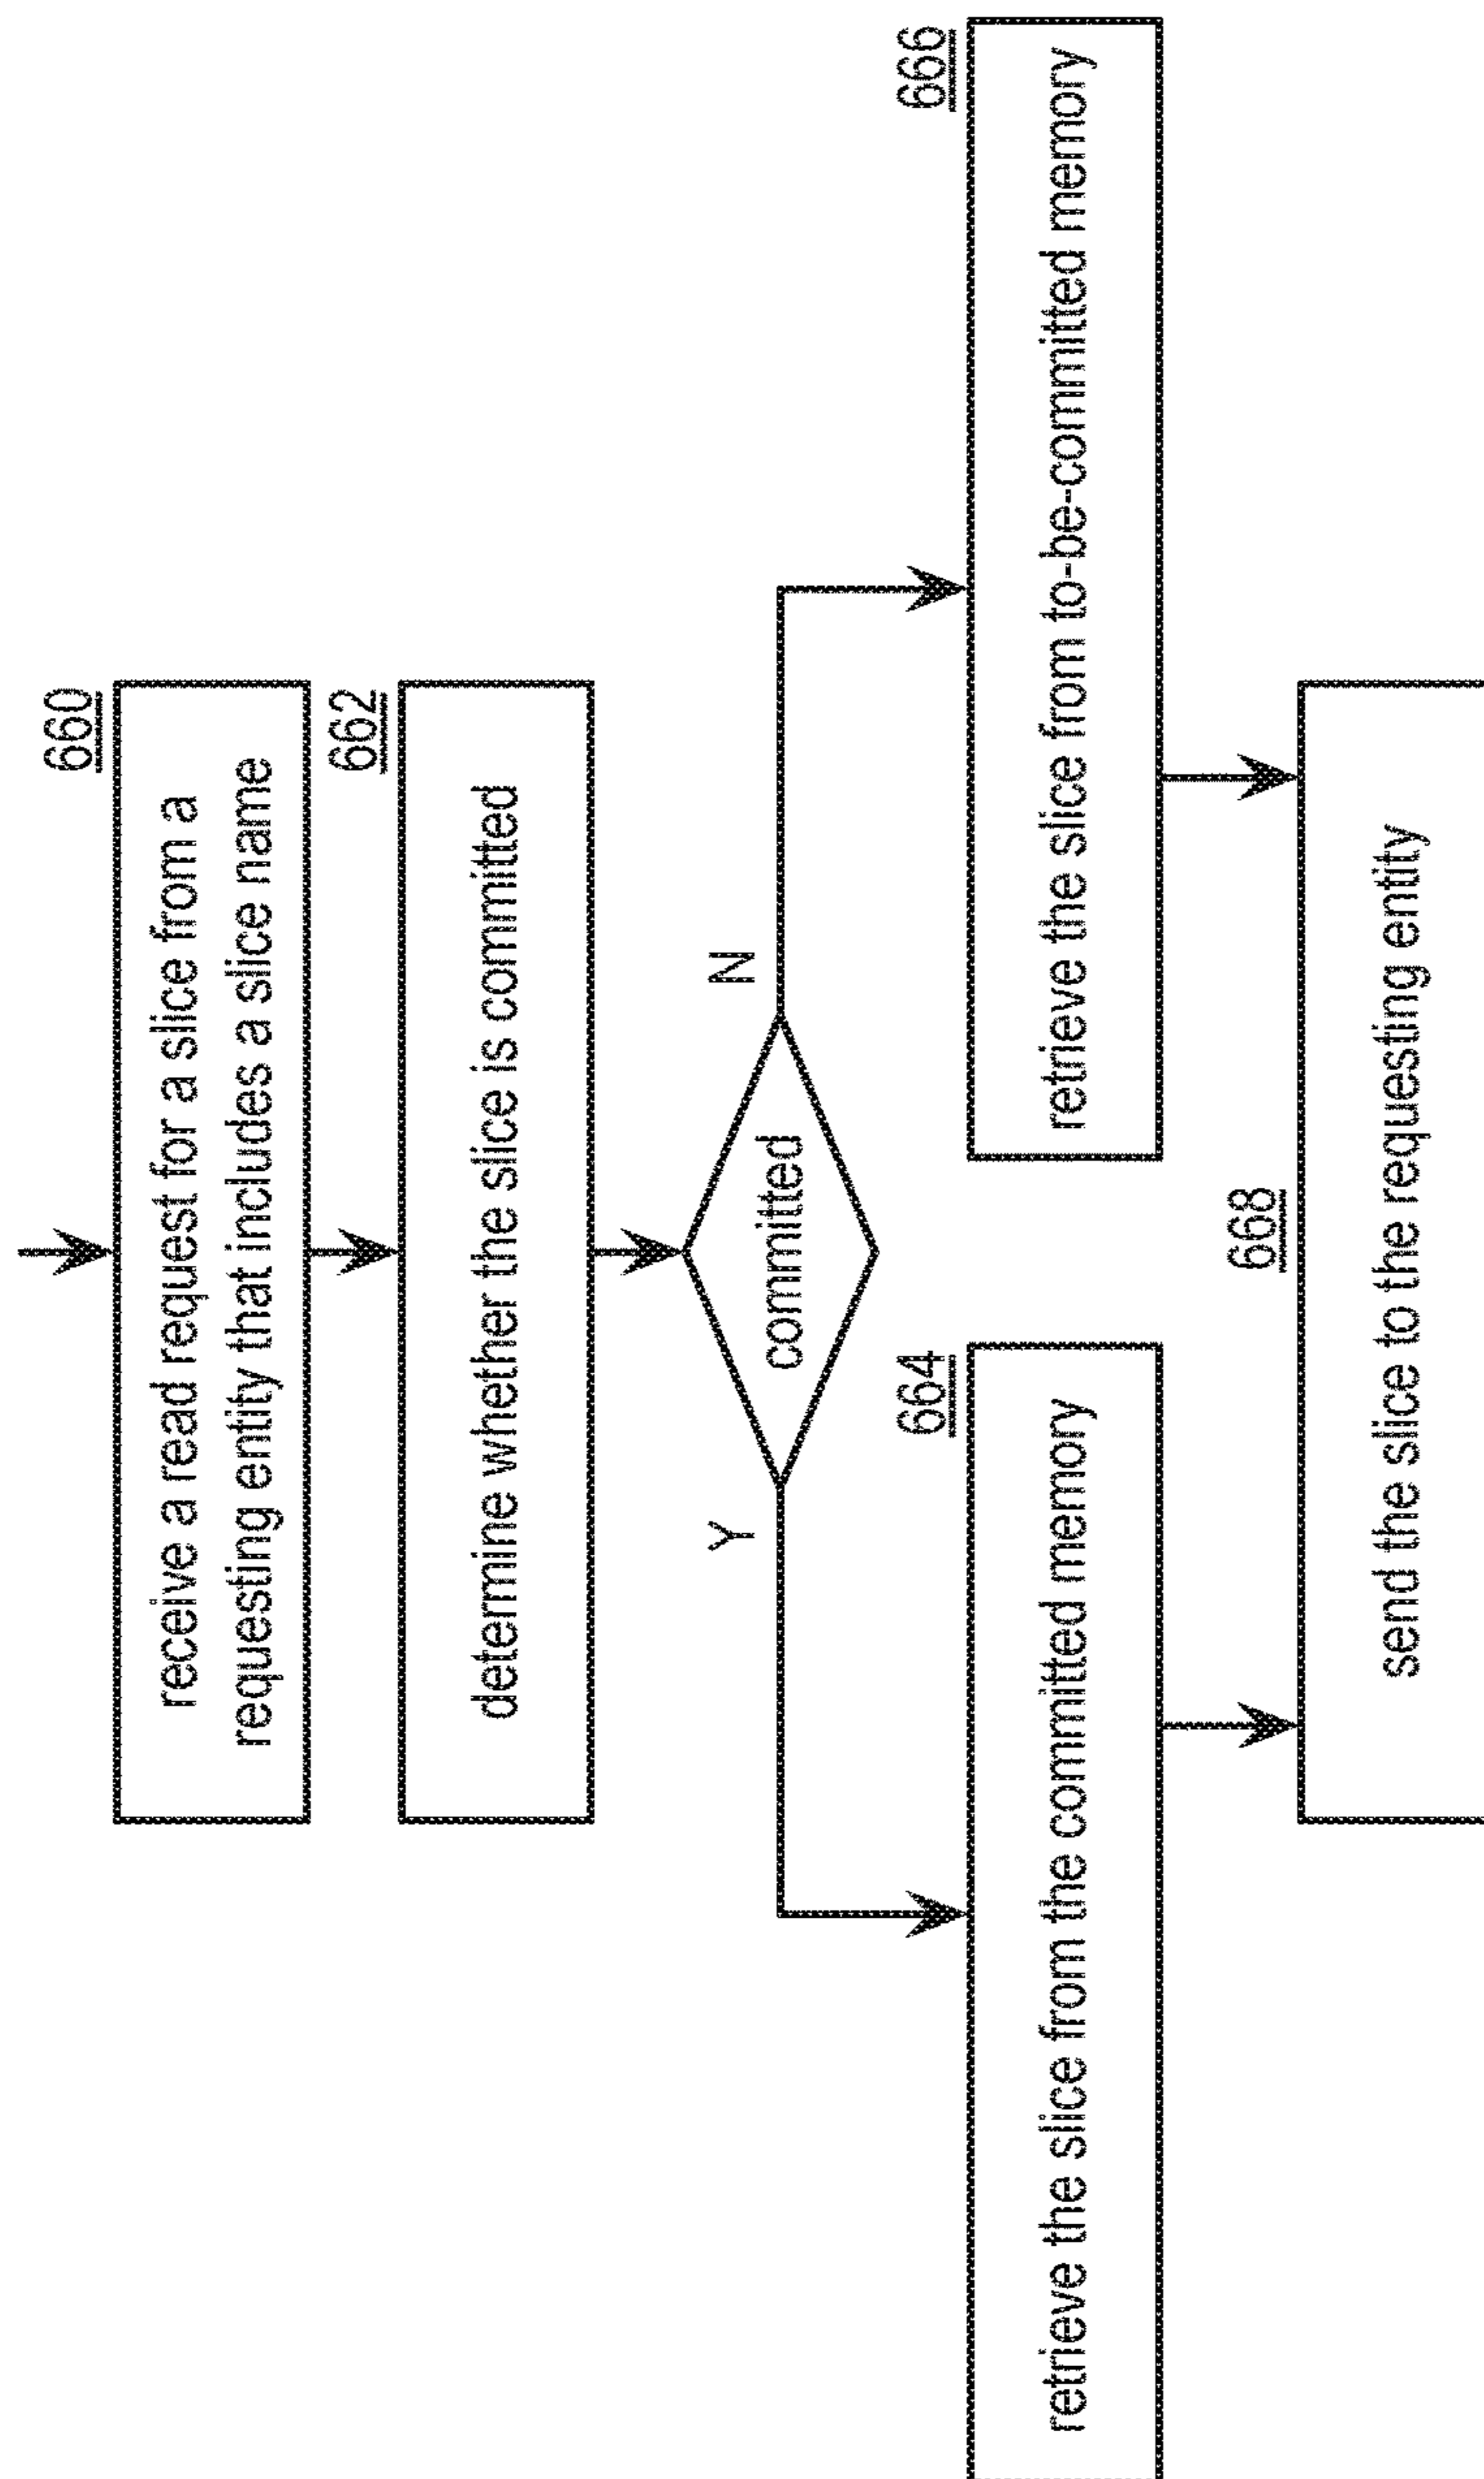 660
receive a read request for a slice from a
requesting entity that includes a slice name
662
determine whether the slice is committed
Y
committed
N
664
retrieve the slice from the committed memory
666
retrieve the slice from to-be-committed memory
668
send the slice to the requesting entity